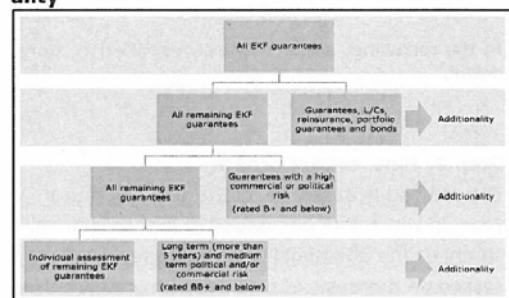 ality
All EKF guarantees
All remaining EKF
guarantees
Guarantees, L/Cs,
reinsurance, portfolio
guarantees and bonds
Additionality
All remaining EKF
guarantees
Guarantees with a high
commercial or political
risk
(rated B+ and below)
Additionality
Individual assessment
of remaining EKF
guarantees
Long term (more than
5 years) and medium
term political and/or
commercial risk
(rated BB+ and below)
Additionality